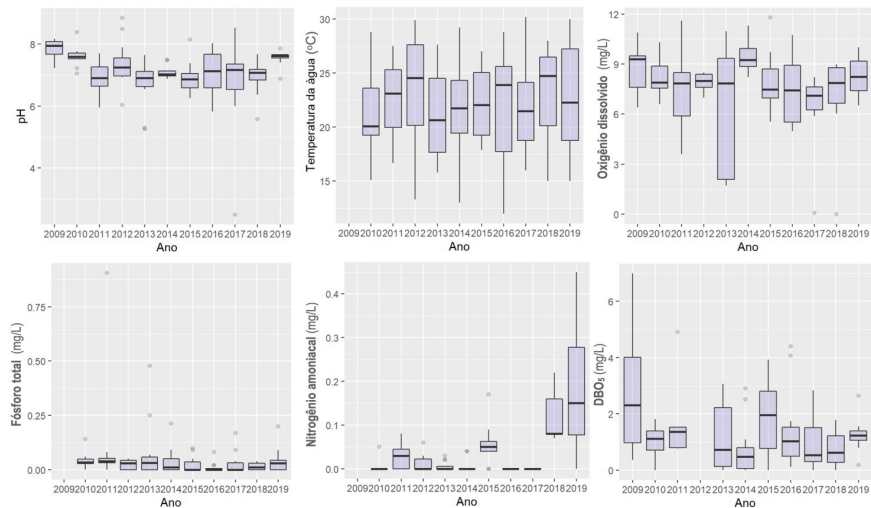 pH
8
6
4
2009 2010 2011 2012 2013 2014 2015 2016 2017 2018 2019
Ano
Temperatura da água (°C)
30
25
20
15
2009 2010 2011 2012 2013 2014 2015 2016 2017 2018 2019
Ano
Oxigênio dissolvido (mg/L)
12
9
6
3
0
2009 2010 2011 2012 2013 2014 2015 2016 2017 2018 2019
Ano
Fósforo total (mg/L)
0.75
0.50
0.25
0.00
2009 2010 2011 2012 2013 2014 2015 2016 2017 2018 2019
Ano
Nitrogênio amoniacal (mg/L)
0.4
0.3
0.2
0.1
0.0
2009 2010 2011 2012 2013 2014 2015 2016 2017 2018 2019
Ano
DBO₅ (mg/L)
6
4
2
0
2009 2010 2011 2012 2013 2014 2015 2016 2017 2018 2019
Ano